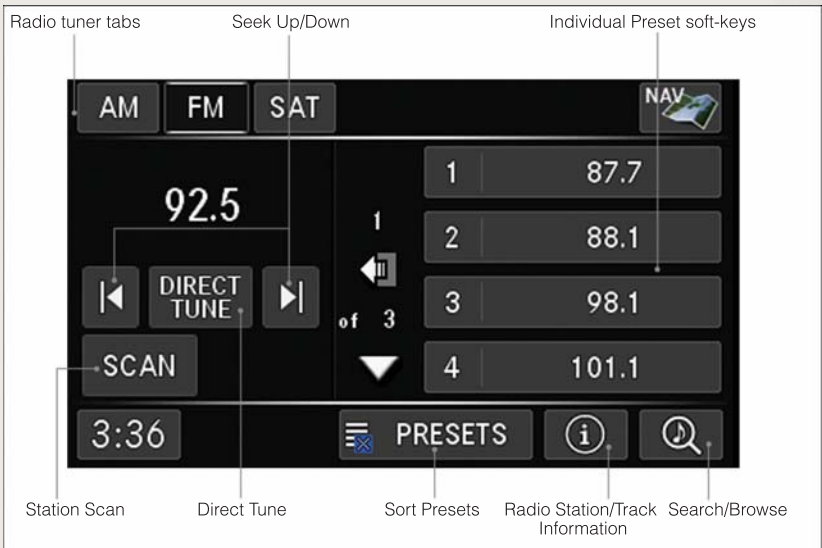 Radio tuner tabs
Seek Up/Down
Individual Preset soft-keys
AM
FM
SAT
NAV
92.5
DIRECT
TUNE
SCAN
1
of 3
1 87.7
2 88.1
3 98.1
4 101.1
3:36
PRESETS
i
Station Scan
Direct Tune
Sort Presets
Radio Station/Track
Information
Search/Browse